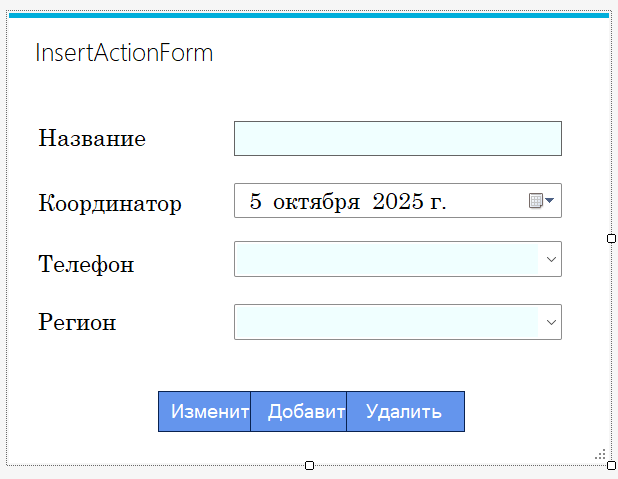 InsertActionForm
Название
Координатор 5 октября 2025 г.
Телефон
Регион
Изменит Добавит Удалить